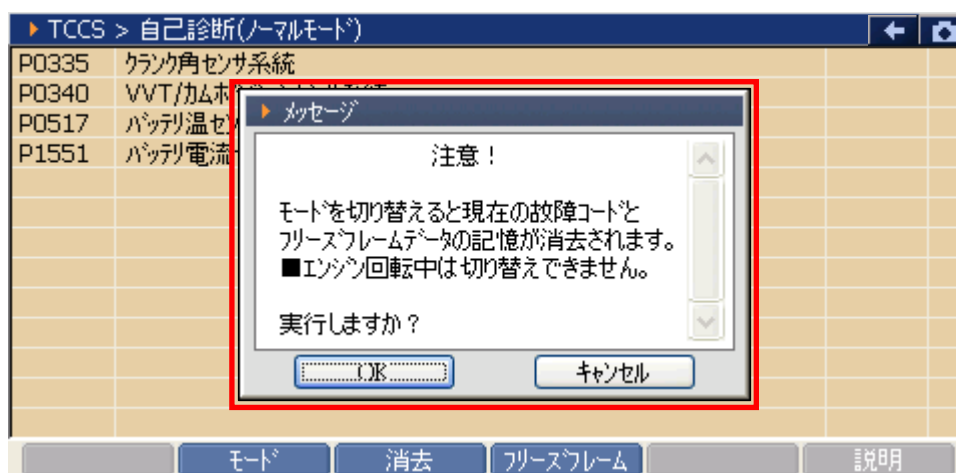 TCCS > 自己診断(ﾉｰﾏﾙﾓｰﾄﾞ)
P0335 ｸﾗﾝｸ角ｾﾝｻ系統
P0340 VVT/ｶﾑﾎ
P0517 ﾊﾞｯﾃﾘ温ｾﾝ
P1551 ﾊﾞｯﾃﾘ電流
ﾒｯｾｰｼﾞ
注意！
ﾓｰﾄﾞを切り替えると現在の故障ｺｰﾄﾞと
ﾌﾘｰｽﾞﾌﾚｰﾑﾃﾞｰﾀの記憶が消去されます。
■ｴﾝｼﾞﾝ回転中は切り替えできません。
実行しますか？
OK ｷｬﾝｾﾙ
ﾓｰﾄﾞ 消去 ﾌﾘｰｽﾞﾌﾚｰﾑ 説明